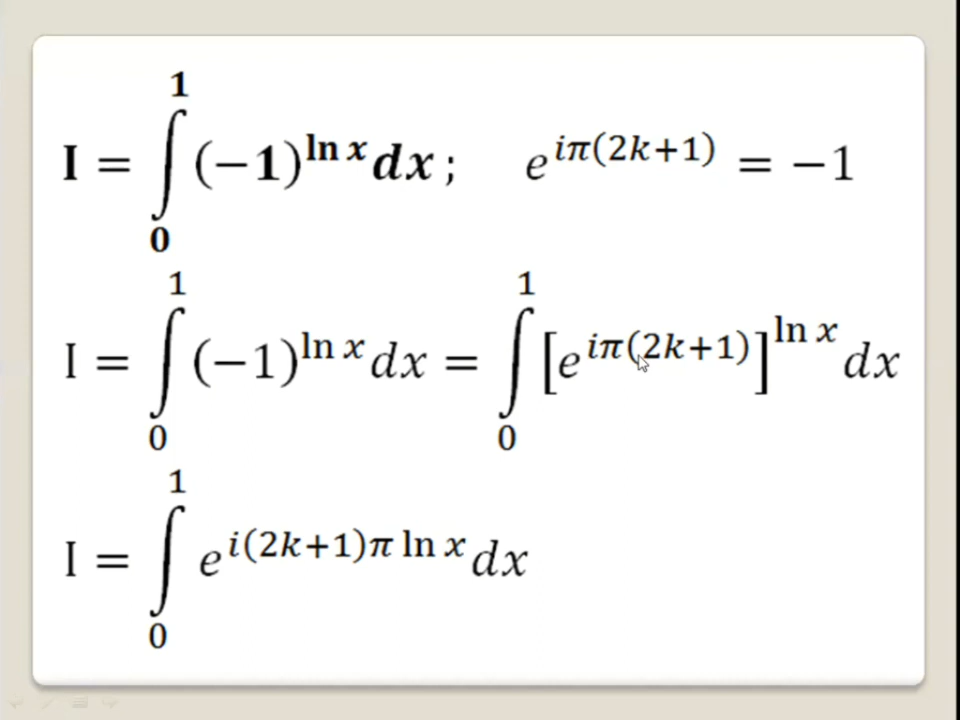 I = ∫₀¹ (−1)^{ln x} dx ; e^{iπ(2k+1)} = −1
I = ∫₀¹ (−1)^{ln x} dx = ∫₀¹ [e^{iπ(2k+1)}]^{ln x} dx
I = ∫₀¹ e^{i(2k+1)π ln x} dx